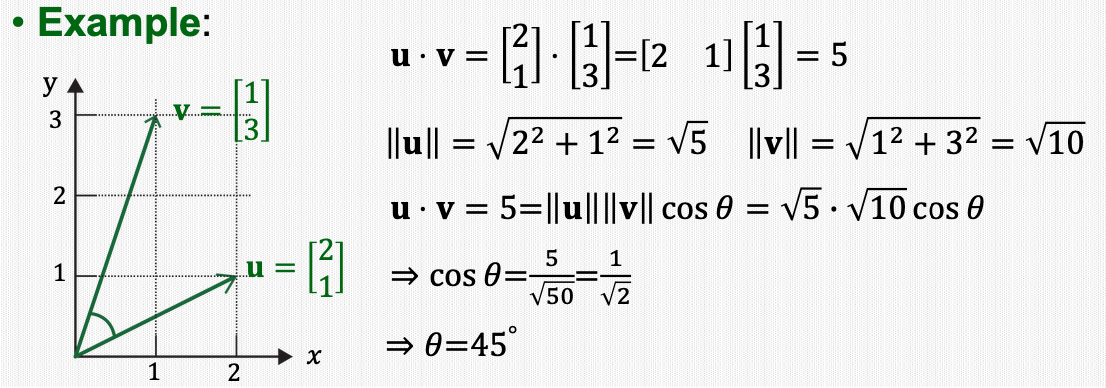 • Example:
y
3
2
1
1
2
x
v = [1 3]
u = [2 1]
u · v = [2 1] · [1 3]=[2 1] [1 3] = 5
‖u‖ = √(2² + 1²) = √5 ‖v‖ = √(1² + 3²) = √10
u · v = 5=‖u‖‖v‖ cos θ = √5 · √10 cos θ
⇒ cos θ=5/√50=1/√2
⇒ θ=45°